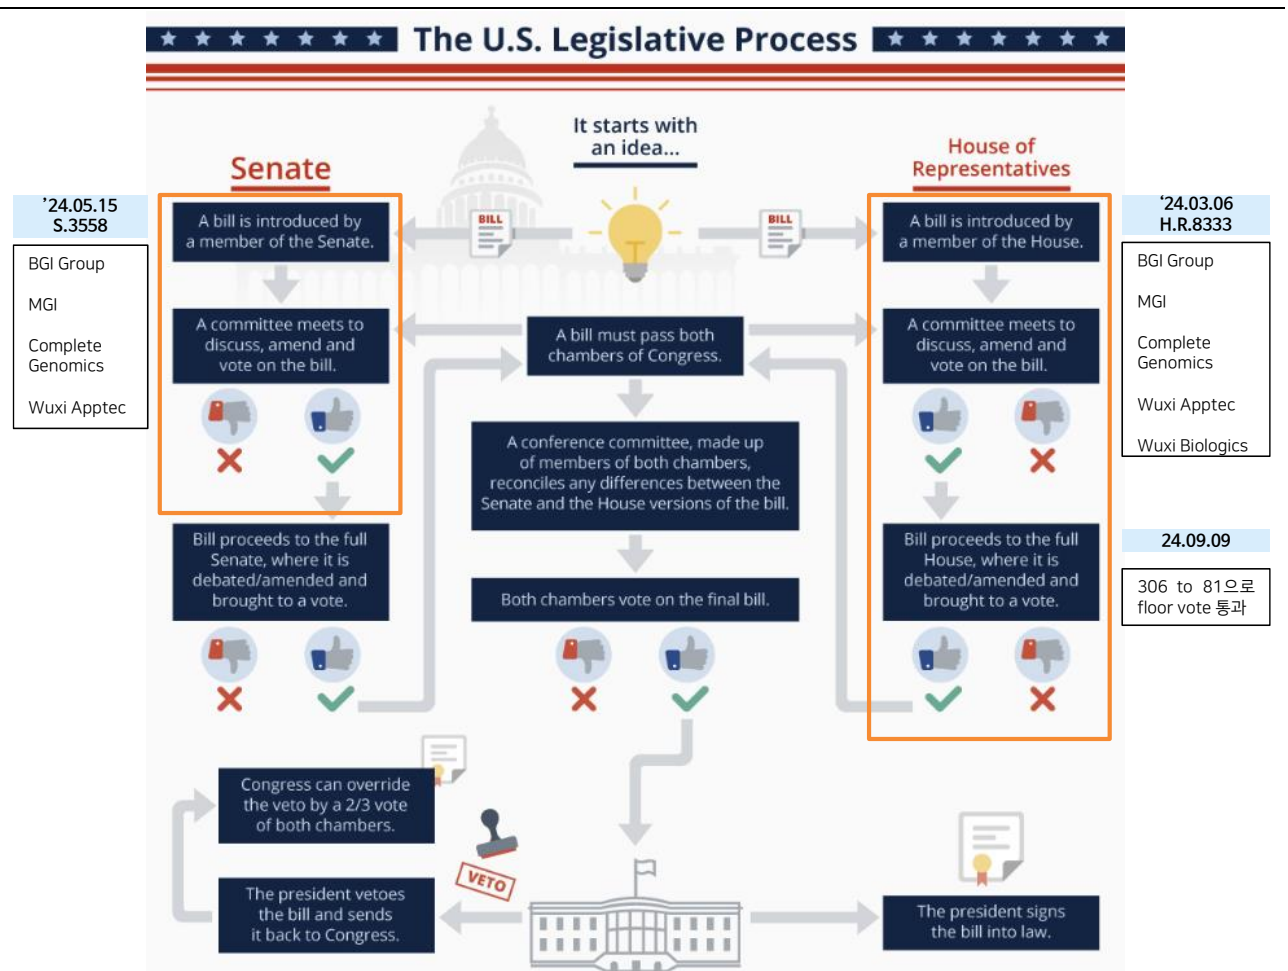 The U.S. Legislative Process
It starts with
an idea...
Senate
House of
Representatives
'24.05.15
S.3558
BGI Group
MGI
Complete
Genomics
Wuxi Apptec
A bill is introduced by
a member of the Senate.
BILL
BILL
A bill is introduced by
a member of the House.
‘24.03.06
H.R.8333
BGI Group
MGI
Complete
Genomics
Wuxi Apptec
Wuxi Biologics
A committee meets to
discuss, amend and
vote on the bill.
A bill must pass both
chambers of Congress.
A committee meets to
discuss, amend and
vote on the bill.
A conference committee, made up
of members of both chambers,
reconciles any differences between the
Senate and the House versions of the bill.
Bill proceeds to the full
Senate, where it is
debated/amended and
brought to a vote.
Both chambers vote on the final bill.
Bill proceeds to the full
House, where it is
debated/amended and
brought to a vote.
24.09.09
306 to 81으로
floor vote 통과
Congress can override
the veto by a 2/3 vote
of both chambers.
VETO
The president vetoes
the bill and sends
it back to Congress.
The president signs
the bill into law.